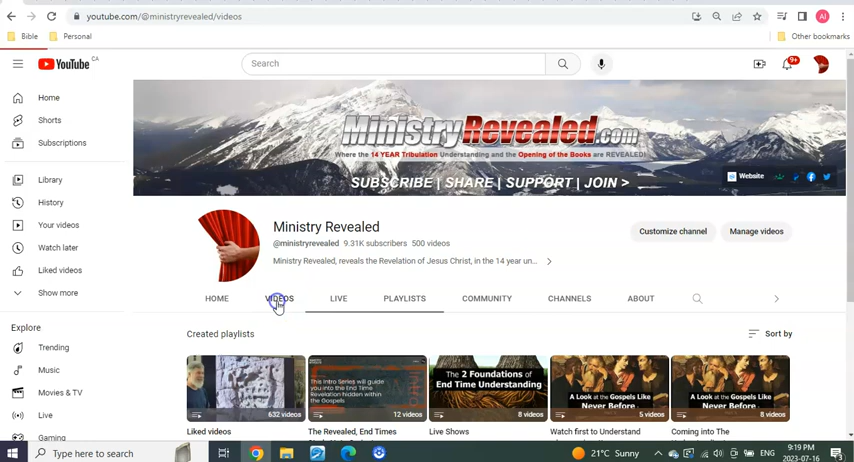 youtube.com/@ministryrevealed/videos
AI
Bible Personal Other bookmarks
YouTube CA
Search
9+
Home
Shorts
Subscriptions
Library
History
Your videos
Watch later
Liked videos
Show more
Explore
Trending
Music
Movies & TV
Live
Gaming
MinistryRevealed.com
Where the 14 YEAR Tribulation Understanding and the Opening of the Books are REVEALED!
SUBSCRIBE | SHARE | SUPPORT | JOIN >
Website
Ministry Revealed
@ministryrevealed 9.31K subscribers 500 videos
Ministry Revealed, reveals the Revelation of Jesus Christ, in the 14 year un...
Customize channel Manage videos
HOME VIDEOS LIVE PLAYLISTS COMMUNITY CHANNELS ABOUT
Created playlists Sort by
632 videos
This Intro Series will guide
you into the End Time
Revelation hidden within
the Gospels
12 videos
The 2 Foundations of
End Time Understanding
8 videos
A Look at the Gospels Like
Never Before
5 videos
A Look at the Gospels Like
Never Before
8 videos
Liked videos
The Revealed, End Times
Live Shows
Watch first to Understand
Coming into The
Type here to search
21°C Sunny
ENG
9:19 PM
2023-07-16
3